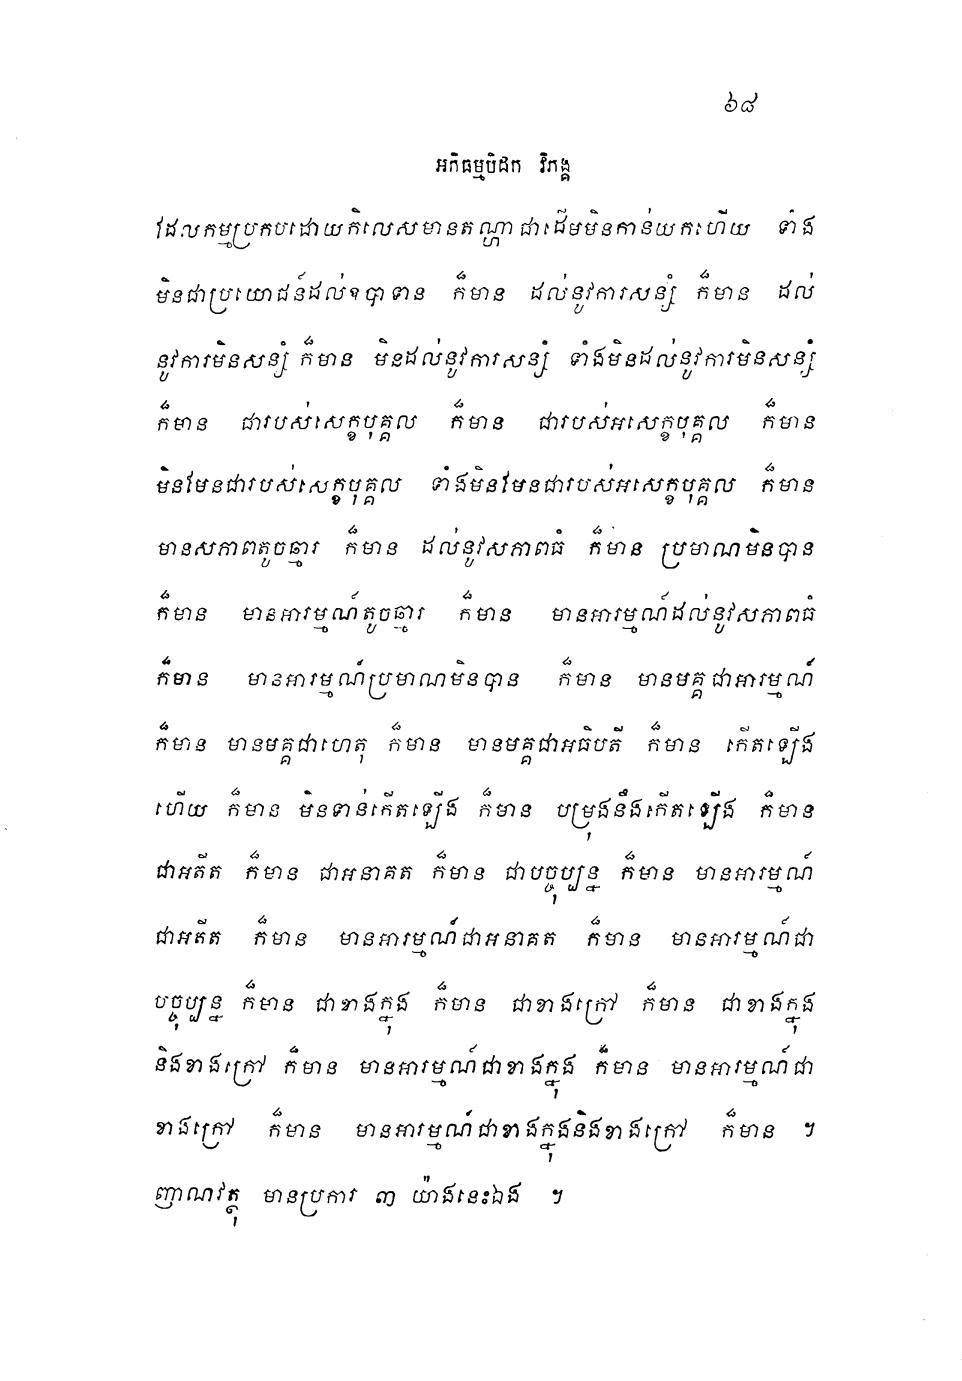 ៦៨
អភិធម្មបិដក វិភង្គ
ដែលកម្មប្រកបដោយកិលេសមានតណ្ហាជាដើមមិនកាន់យកហើយ ទាំង
មិនជាប្រយោជន៍ដល់ឧបាទាន ក៏មាន ដល់នូវការសន្សំ ក៏មាន ដល់
នូវការមិនសន្សំ ក៏មាន មិនដល់នូវការសន្សំ ទាំងមិនដល់នូវការមិនសន្សំ
ក៏មាន ជារបស់សេក្ខបុគ្គល ក៏មាន ជារបស់អសេក្ខបុគ្គល ក៏មាន
មិនមែនជារបស់សេក្ខបុគ្គល ទាំងមិនមែនជារបស់អសេក្ខបុគ្គល ក៏មាន
មានសភាពតូចឆ្មារ ក៏មាន ដល់នូវសភាពធំ ក៏មាន ប្រមាណមិនបាន
ក៏មាន មានអារម្មណ៍តូចឆ្មារ ក៏មាន មានអារម្មណ៍ដល់នូវសភាពធំ
ក៏មាន មានអារម្មណ៍ប្រមាណមិនបាន ក៏មាន មានមគ្គជាអារម្មណ៍
ក៏មាន មានមគ្គជាហេតុ ក៏មាន មានមគ្គជាអធិបតី ក៏មាន កើតឡើង
ហើយ ក៏មាន មិនទាន់កើតឡើង ក៏មាន បម្រុងនឹងកើតឡើង ក៏មាន
ជាអតីត ក៏មាន ជាអនាគត ក៏មាន ជាបច្ចុប្បន្ន ក៏មាន មានអារម្មណ៍
ជាអតីត ក៏មាន មានអារម្មណ៍ជាអនាគត ក៏មាន មានអារម្មណ៍ជា
បច្ចុប្បន្ន ក៏មាន ជាខាងក្នុង ក៏មាន ជាខាងក្រៅ ក៏មាន ជាខាងក្នុង
និងខាងក្រៅ ក៏មាន មានអារម្មណ៍ជាខាងក្នុង ក៏មាន មានអារម្មណ៍ជា
ខាងក្រៅ ក៏មាន មានអារម្មណ៍ជាខាងក្នុងនិងខាងក្រៅ ក៏មាន ។
ញាណវត្ថុ មានប្រការ ៣ យ៉ាងនេះឯង ។